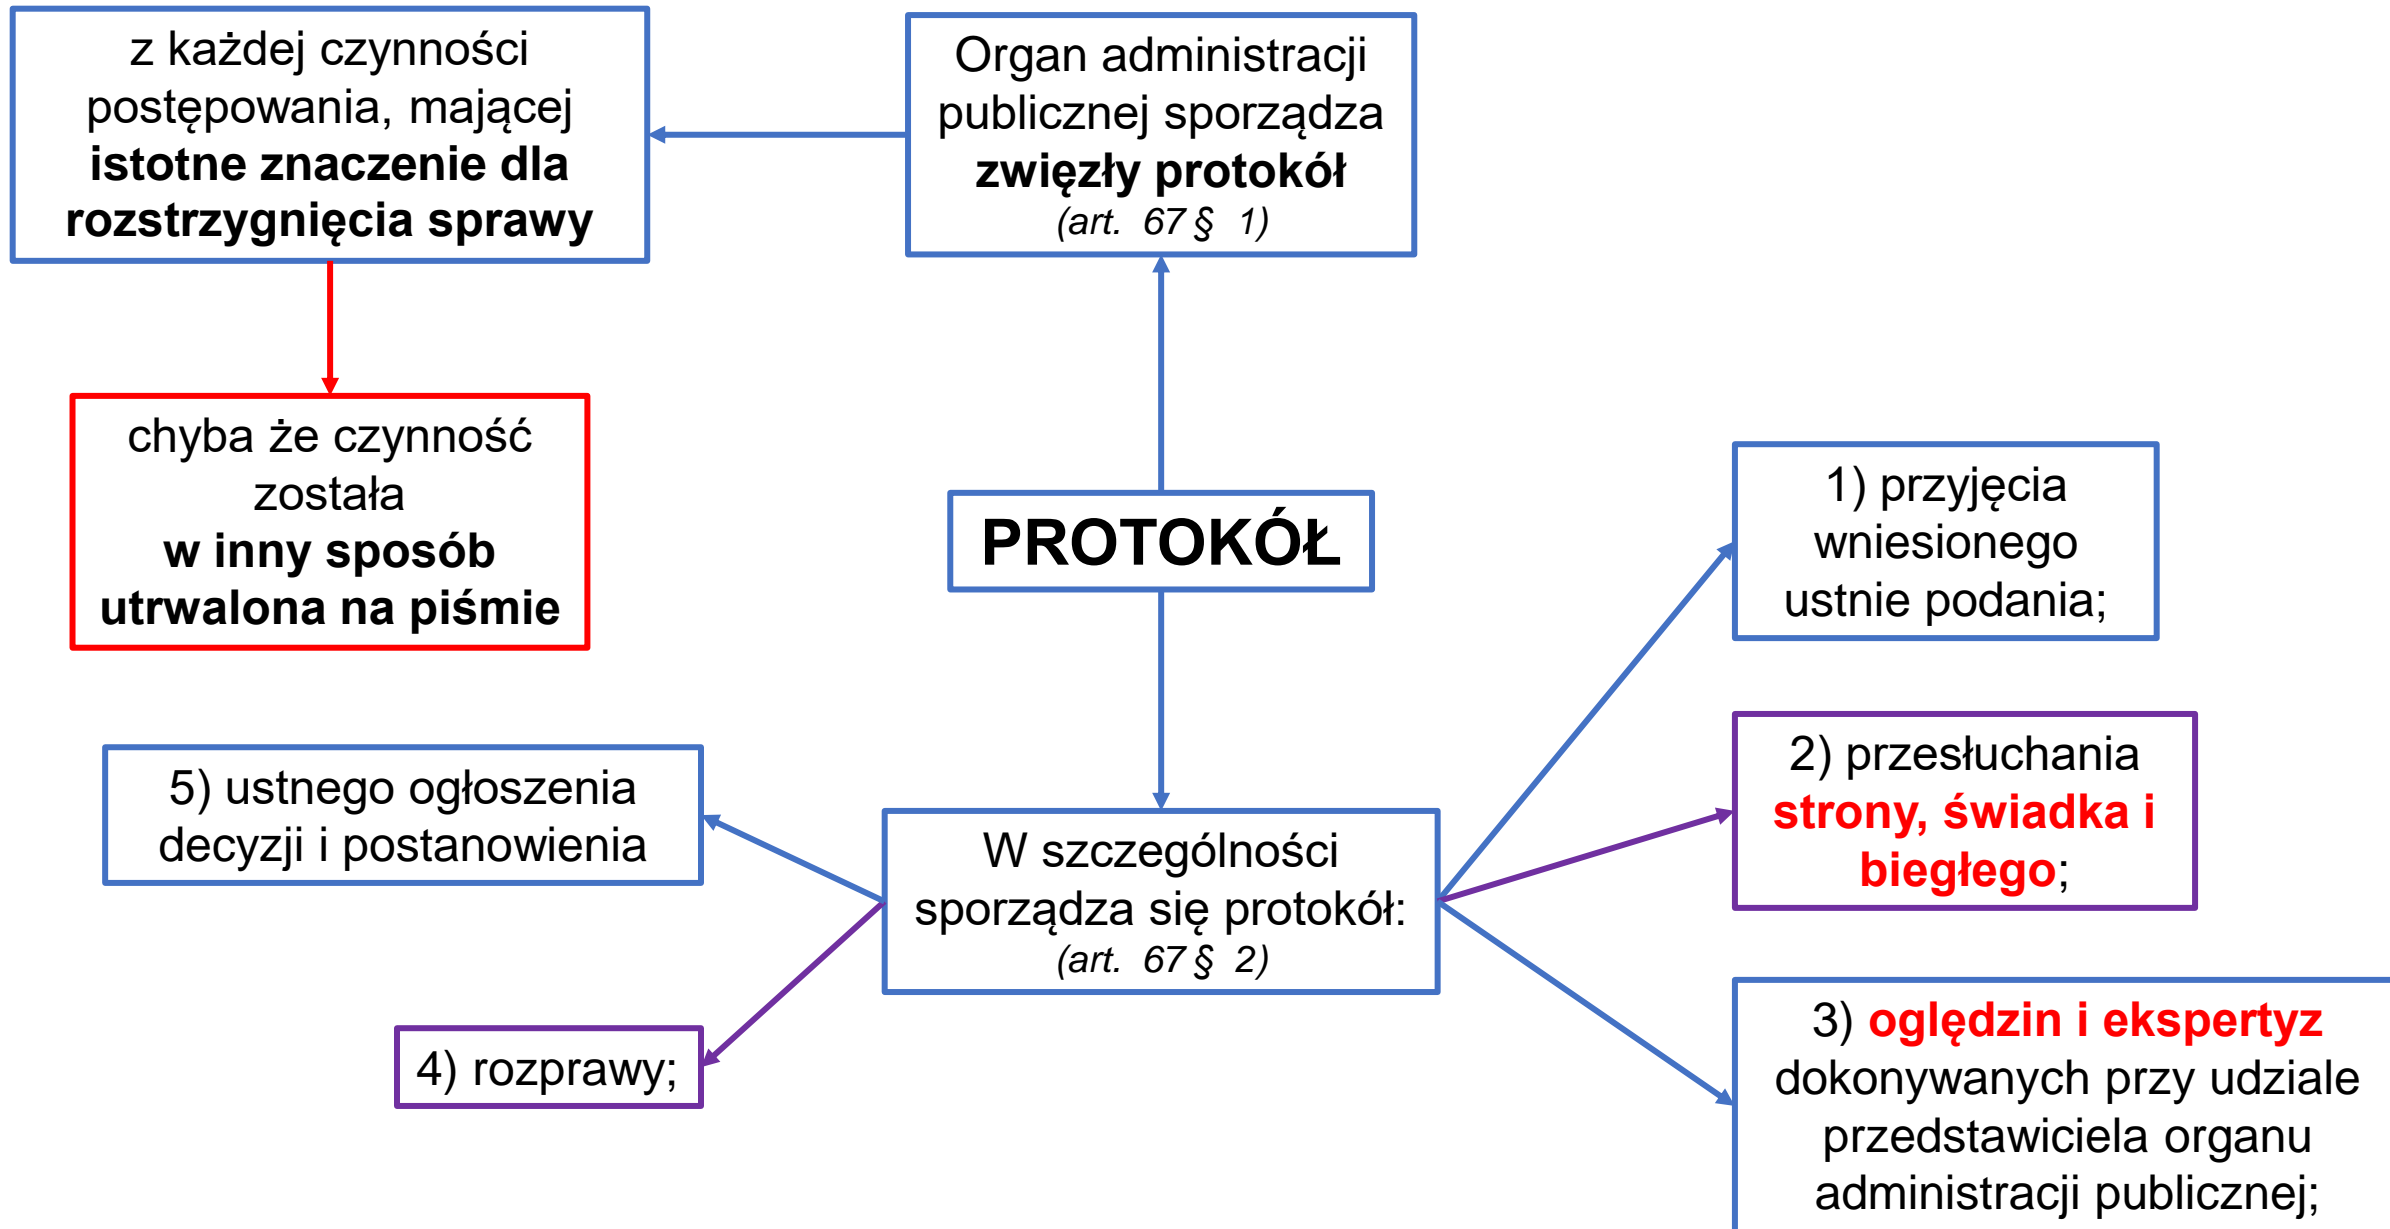 z każdej czynności
postępowania, mającej
istotne znaczenie dla
rozstrzygnięcia sprawy
Organ administracji
publicznej sporządza
zwięzły protokół
(art. 67 § 1)
chyba że czynność
została
w inny sposób
utrwalona na piśmie
PROTOKÓŁ
1) przyjęcia
wniesionego
ustnie podania;
2) przesłuchania
strony, świadka i
biegłego;
5) ustnego ogłoszenia
decyzji i postanowienia
W szczególności
sporządza się protokół:
(art. 67 § 2)
4) rozprawy;
3) oględzin i ekspertyz
dokonywanych przy udziale
przedstawiciela organu
administracji publicznej;